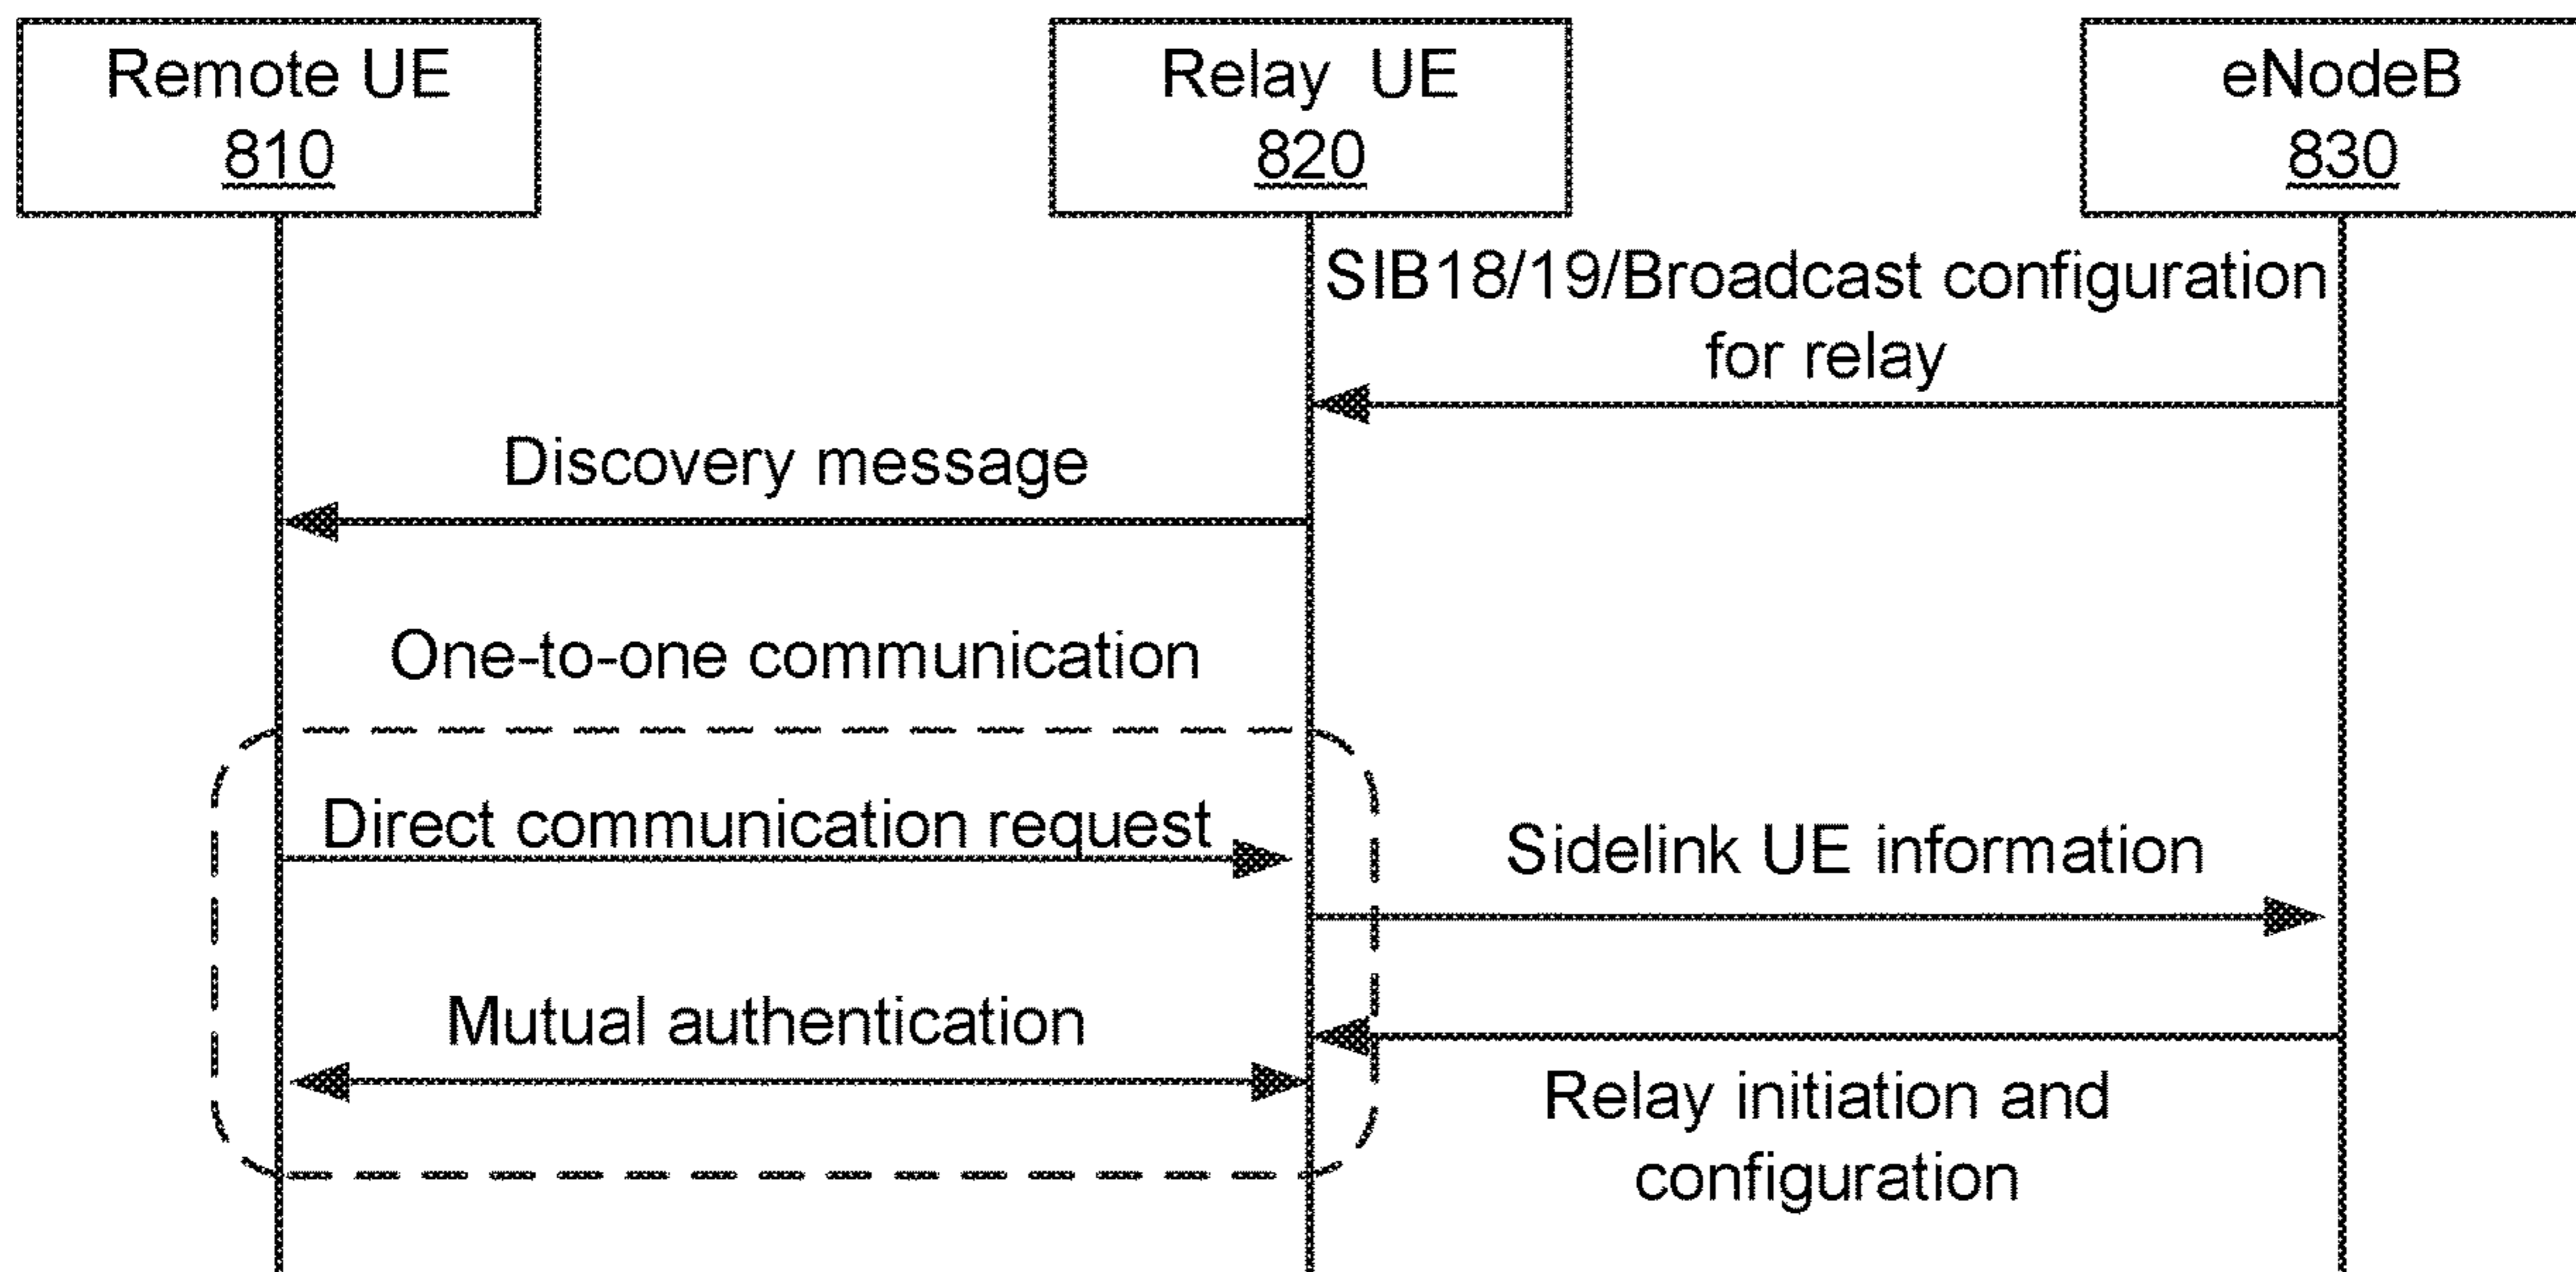 Remote UE
810
Relay UE
820
eNodeB
830
SIB18/19/Broadcast configuration
for relay
Discovery message
One-to-one communication
Direct communication request
Sidelink UE information
Mutual authentication
Relay initiation and
configuration